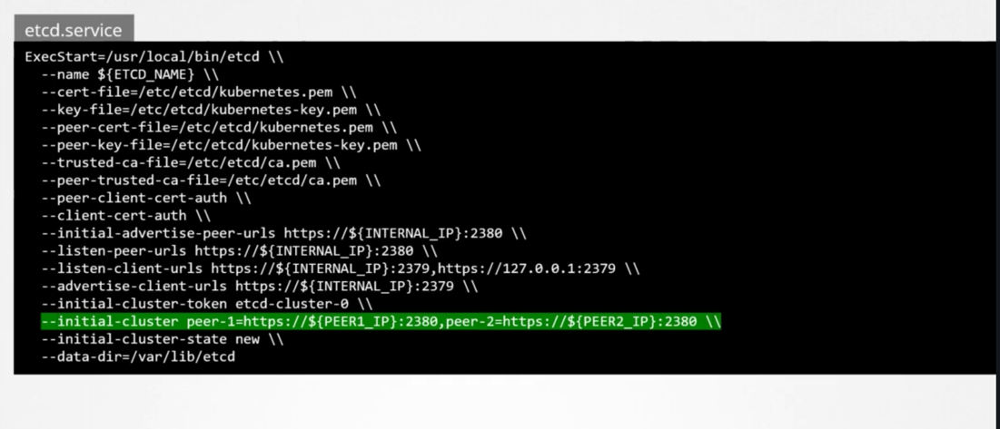 etcd.service
ExecStart=/usr/local/bin/etcd \\
--name ${ETCD_NAME} \\
--cert-file=/etc/etcd/kubernetes.pem \\
--key-file=/etc/etcd/kubernetes-key.pem \\
--peer-cert-file=/etc/etcd/kubernetes.pem \\
--peer-key-file=/etc/etcd/kubernetes-key.pem \\
--trusted-ca-file=/etc/etcd/ca.pem \\
--peer-trusted-ca-file=/etc/etcd/ca.pem \\
--peer-client-cert-auth \\
--client-cert-auth \\
--initial-advertise-peer-urls https://${INTERNAL_IP}:2380 \\
--listen-peer-urls https://${INTERNAL_IP}:2380 \\
--listen-client-urls https://${INTERNAL_IP}:2379,https://127.0.0.1:2379 \\
--advertise-client-urls https://${INTERNAL_IP}:2379 \\
--initial-cluster-token etcd-cluster-0 \\
--initial-cluster peer-1=https://${PEER1_IP}:2380,peer-2=https://${PEER2_IP}:2380 \\
--initial-cluster-state new \\
--data-dir=/var/lib/etcd